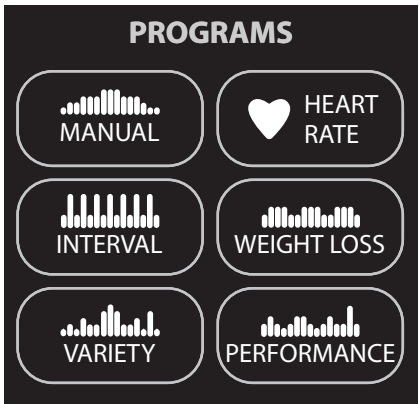 PROGRAMS
MANUAL
HEART
RATE
INTERVAL
WEIGHT LOSS
VARIETY
PERFORMANCE